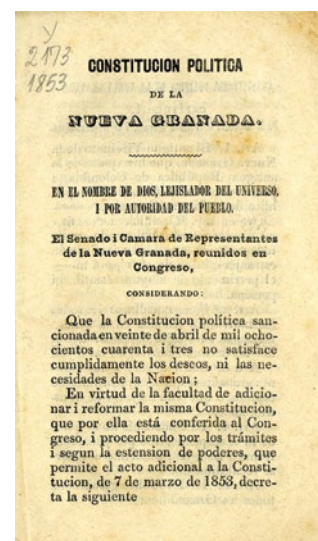 y
2173
1853
CONSTITUCION POLITICA
DE LA
NUEVA GRANADA.
EN EL NOMBRE DE DIOS, LEJISLADOR DEL UNIVERSO,
I POR AUTORIDAD DEL PUEBLO.
El Senado i Camara de Representantes
de la Nueva Granada, reunidos en
Congreso,
CONSIDERANDO:
Que la Constitucion política san-
cionada en veinte de abril de mil ocho-
cientos cuarenta i tres no satisface
cumplidamente los deseos, ni las ne-
cesidades de la Nacion;
En virtud de la facultad de adicio-
nar i reformar la misma Constitucion,
que por ella está conferida al Con-
greso, i procediendo por los trámites
i segun la estension de poderes, que
permite el acto adicional a la Consti-
tucion, de 7 de marzo de 1853, decre-
ta la siguiente